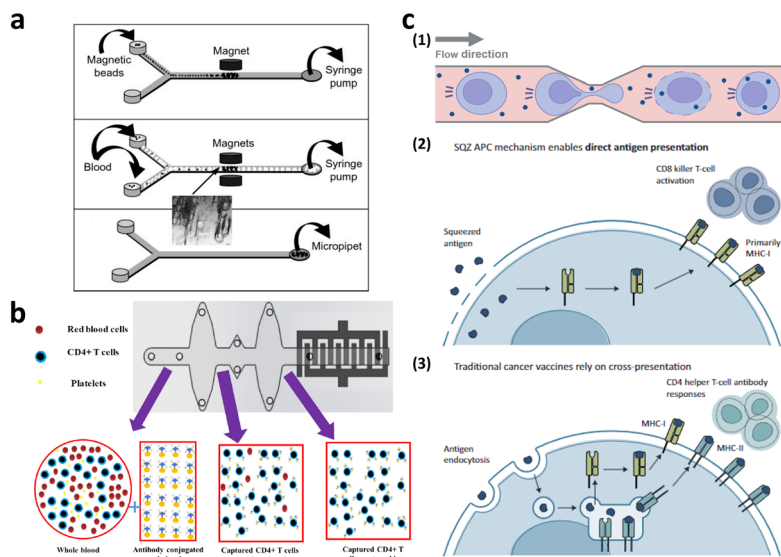 a
Magnetic
beads
Magnet
Syringe
pump
Blood
Magnets
Syringe
pump
Micropipet
b
Red blood cells
CD4+ T cells
Platelets
+
Whole blood
Antibody conjugated
Captured CD4+ T cells
Captured CD4+ T
c
(1)
Flow direction
(2)
SQZ APC mechanism enables direct antigen presentation
CD8 killer T-cell
activation
Squeezed
antigen
Primarily
MHC-I
(3)
Traditional cancer vaccines rely on cross-presentation
CD4 helper T-cell antibody
responses
MHC-I
MHC-II
Antigen
endocytosis